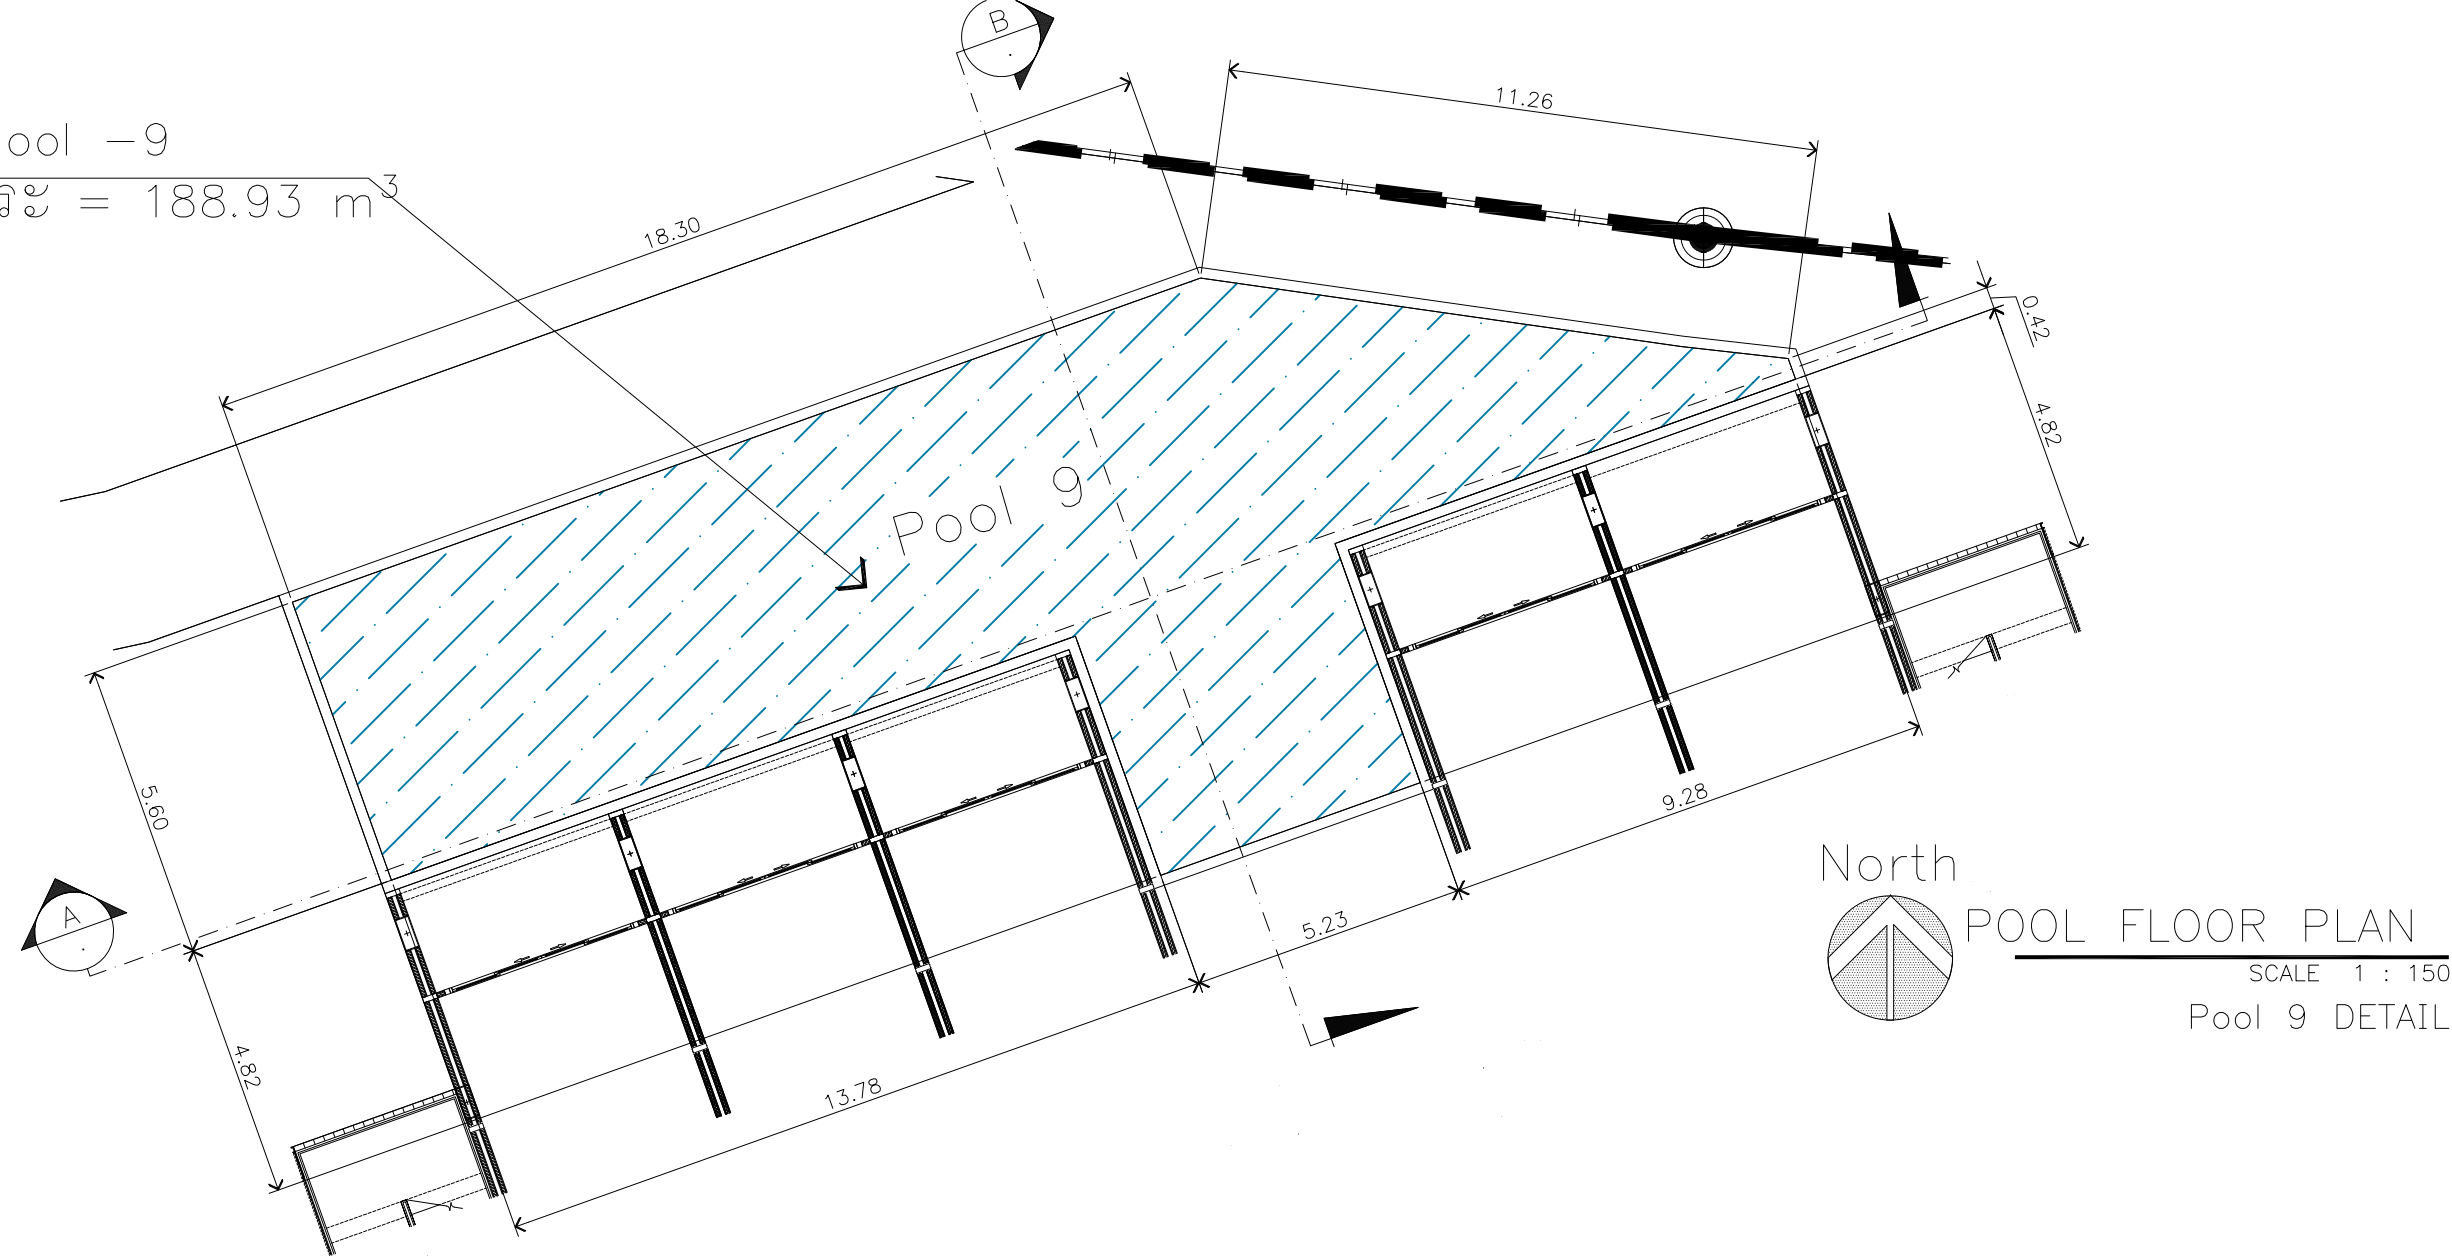 B
11.26
ool -9
= 188.93 m³
18.30
0.42
4.82
Pool 9
5.60
A
9.28
5.23
4.82
13.78
North
POOL FLOOR PLAN
SCALE 1 : 150
Pool 9 DETAIL